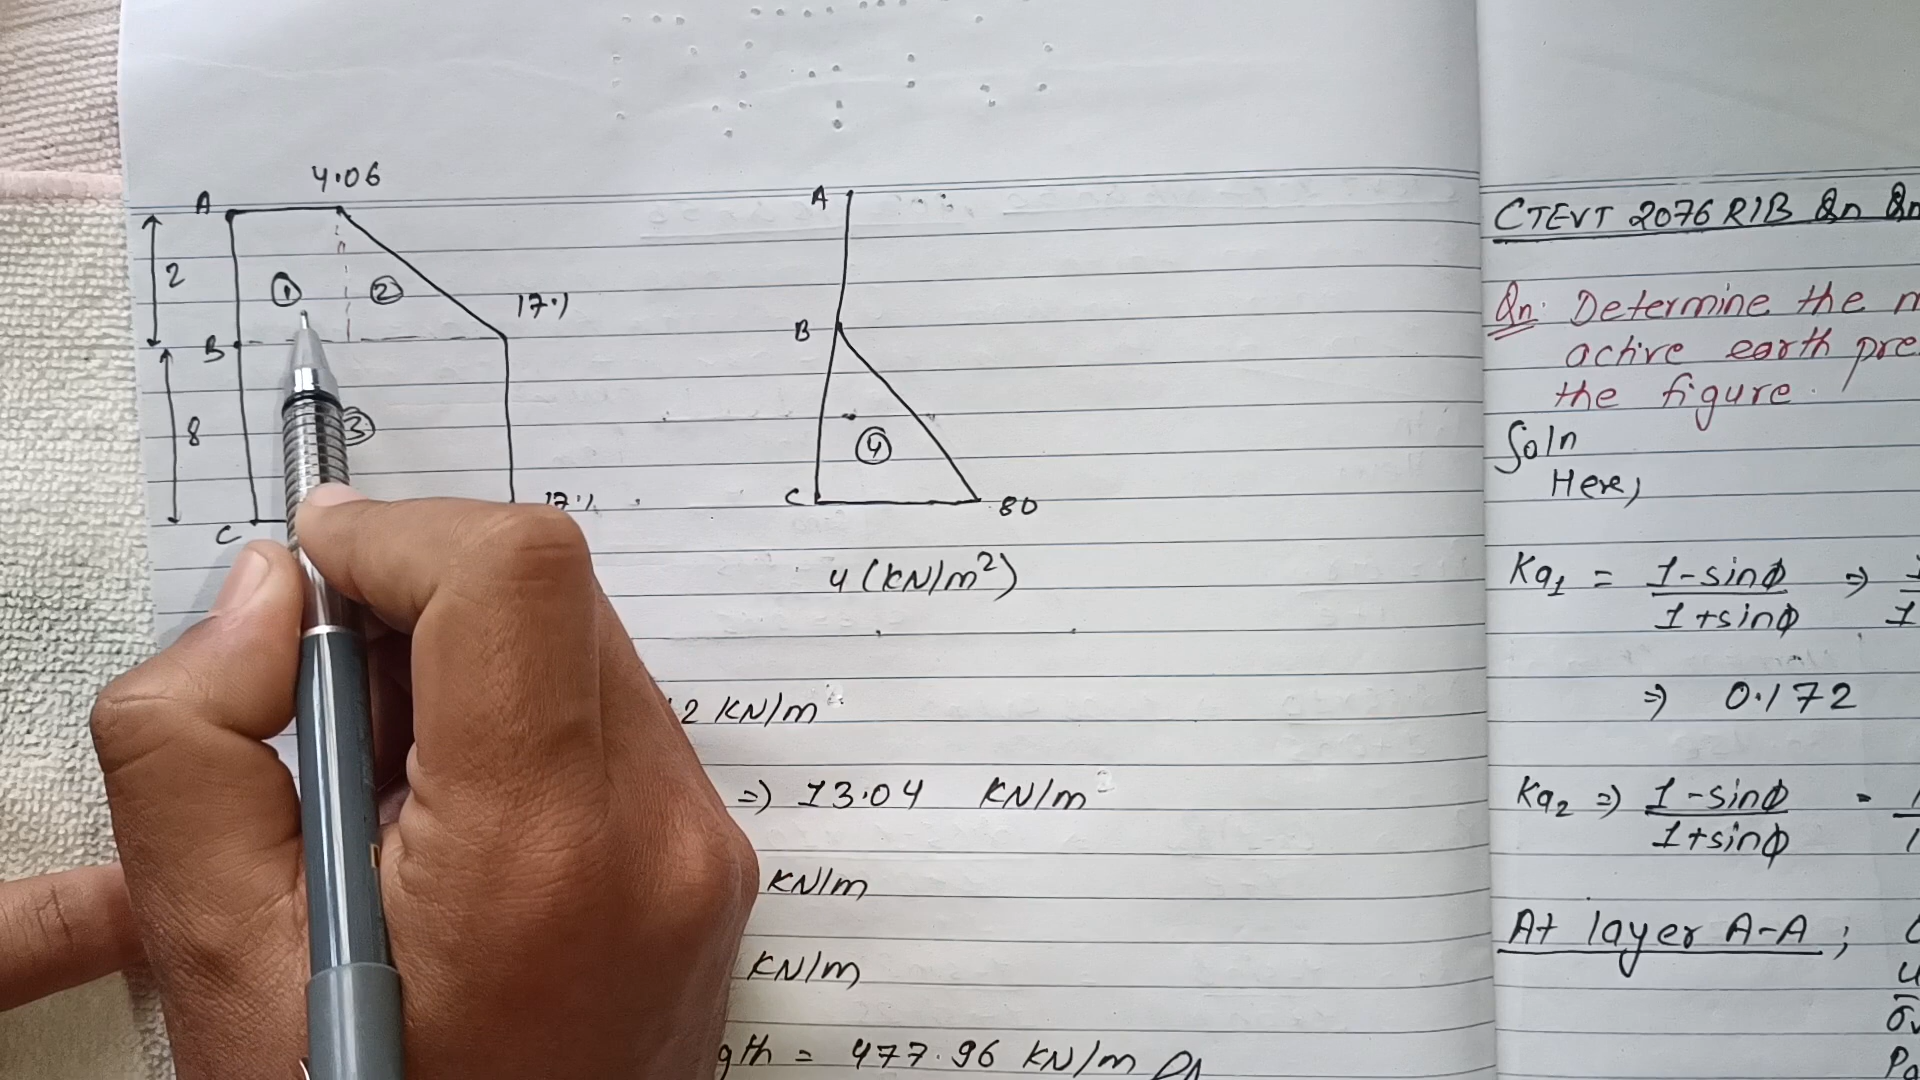 4.06
A
2
①
②
17.1
B
8
③
17.1
C
A
B
④
C
80
4 (KN/m²)
2 KN/m
=) 13.04 KN/m
KN/m
KN/m
gth = 477.96 KN/m
CTEVT 2076 R/B Qn Qn
Qn: Determine the
active earth pre
the figure.
Soln
Here,
Ka₁ = 1-sinφ / 1+sinφ =)
=) 0.172
Ka₂ =) 1-sinφ / 1+sinφ =
At layer A-A ;